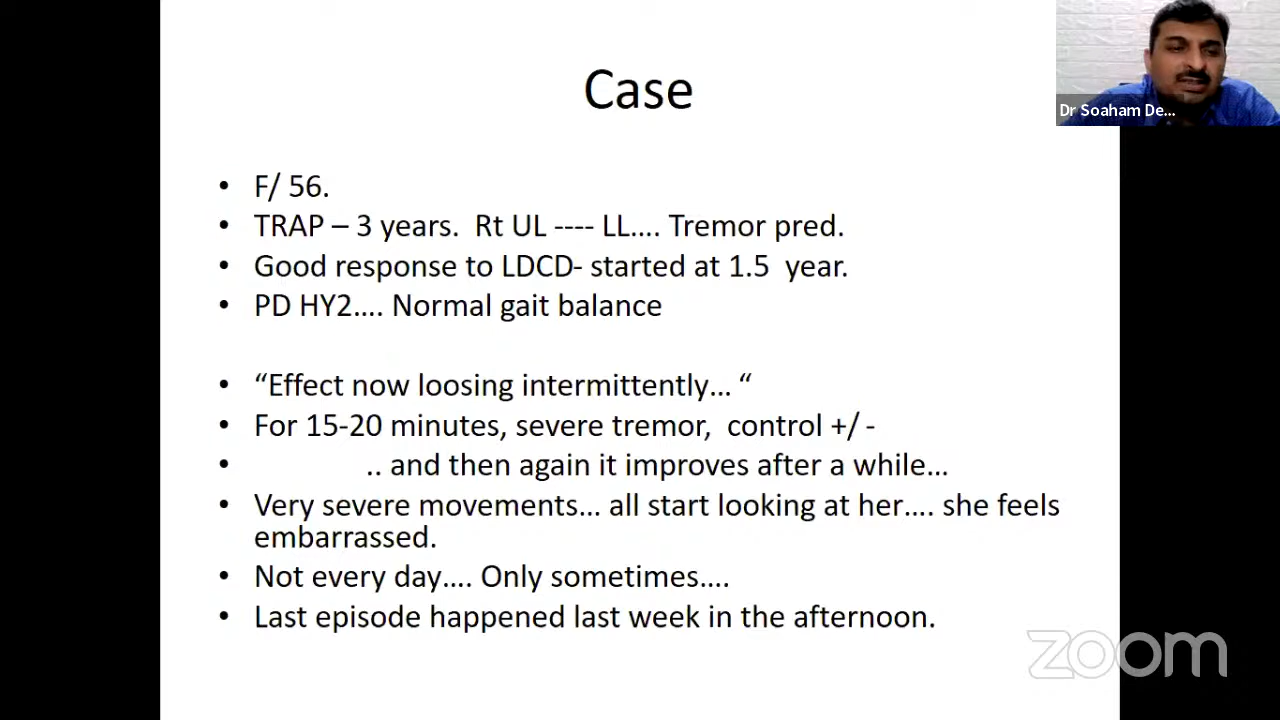 Case
Dr Soaham De...
• F/ 56.
• TRAP – 3 years.  Rt UL ---- LL.... Tremor pred.
• Good response to LDCD- started at 1.5  year.
• PD HY2.... Normal gait balance
• “Effect now loosing intermittently... “
• For 15-20 minutes, severe tremor,  control +/ -
• .. and then again it improves after a while...
• Very severe movements... all start looking at her.... she feels
embarrassed.
• Not every day.... Only sometimes....
• Last episode happened last week in the afternoon.
zoom